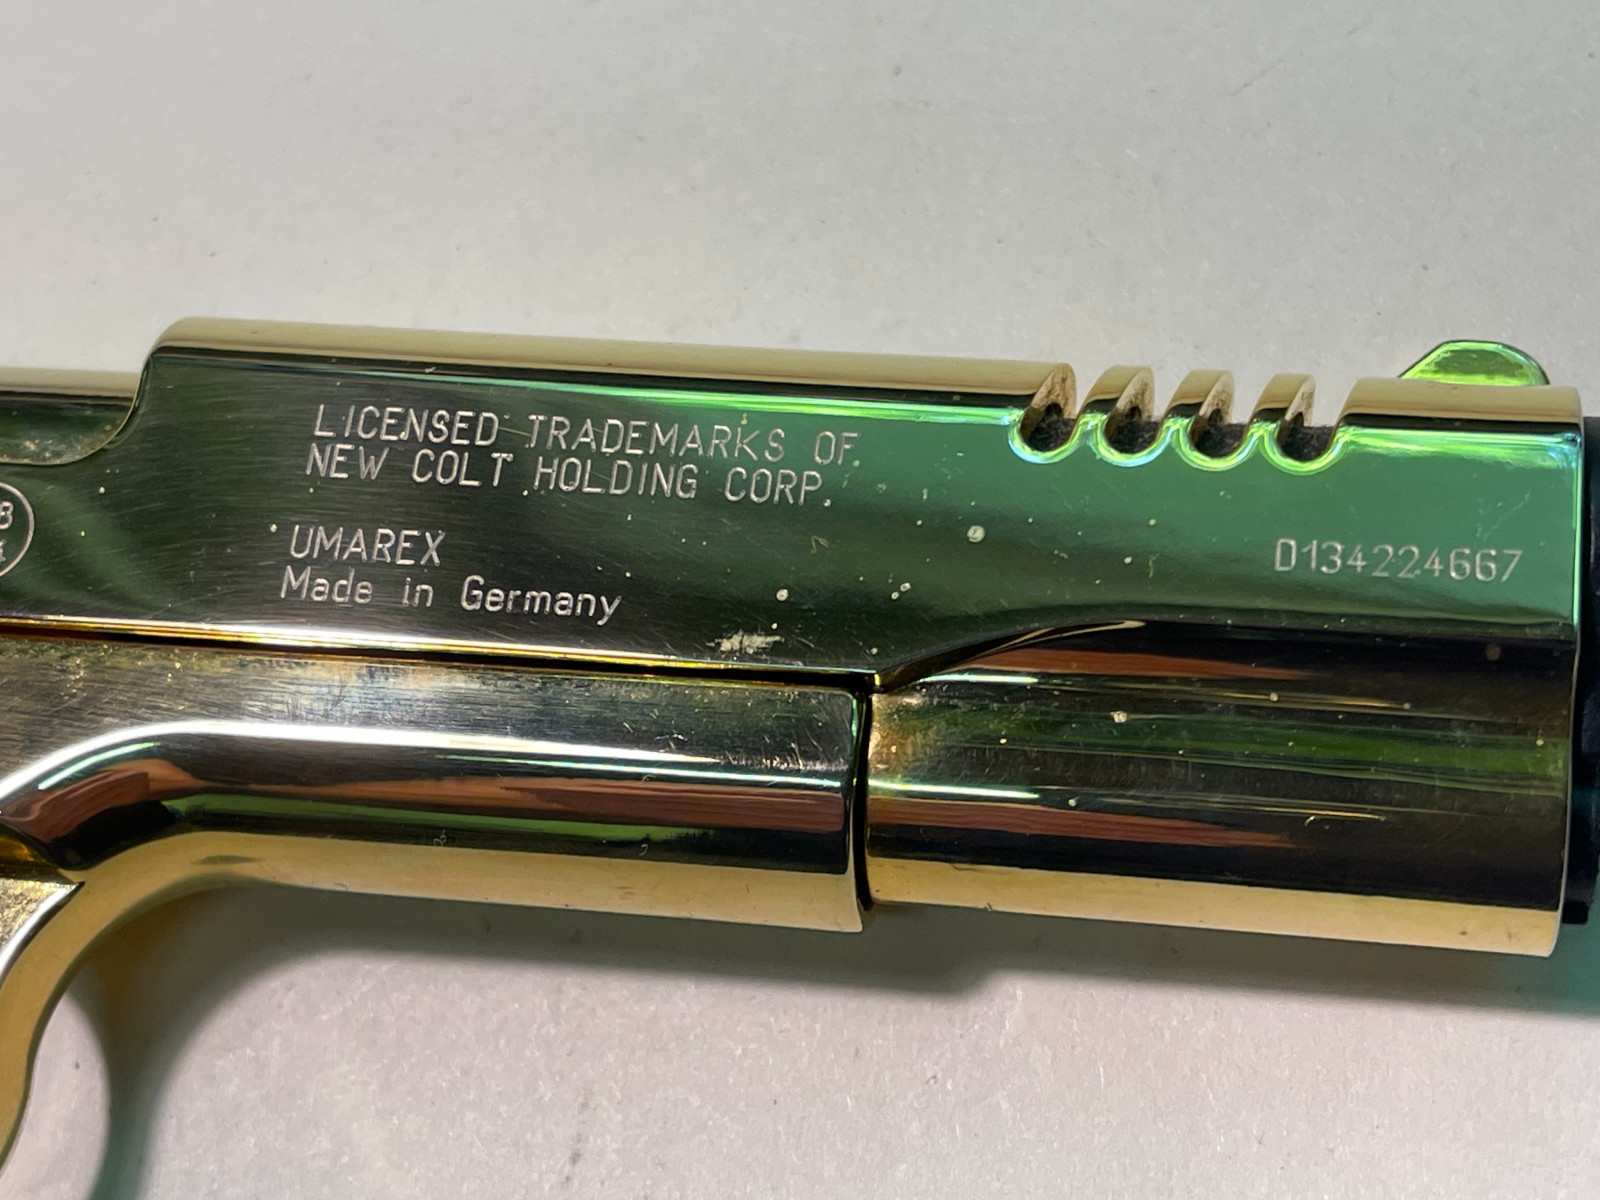 LICENSED TRADEMARKS OF
NEW COLT HOLDING CORP.
UMAREX
Made in Germany
D134224667